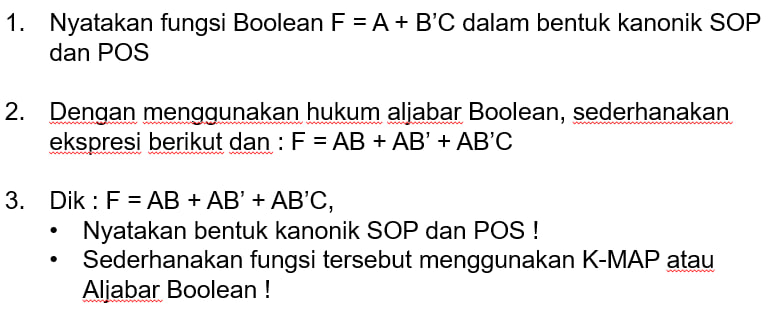 1. Nyatakan fungsi Boolean F = A + B’C dalam bentuk kanonik SOP
dan POS
2. Dengan menggunakan hukum aljabar Boolean, sederhanakan
ekspresi berikut dan : F = AB + AB’ + AB’C
3. Dik : F = AB + AB’ + AB’C,
• Nyatakan bentuk kanonik SOP dan POS !
• Sederhanakan fungsi tersebut menggunakan K-MAP atau
Aljabar Boolean !